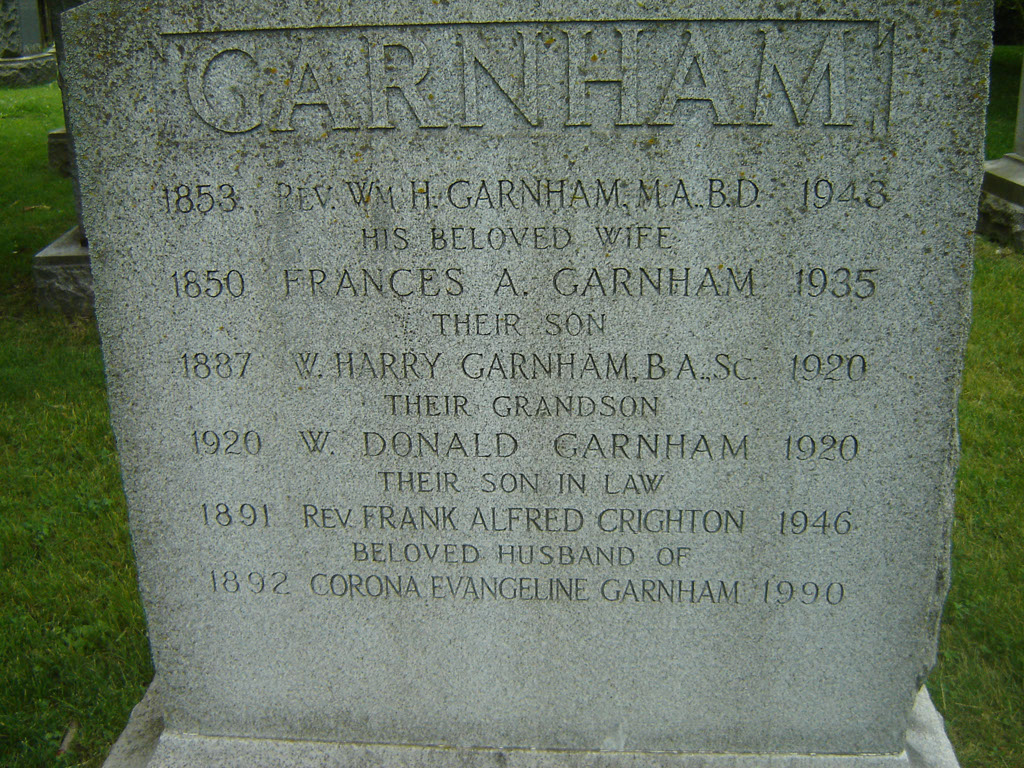 GARNHAM
1853 REV. WM. H. GARNHAM, M.A., B.D. 1943
HIS BELOVED WIFE
1850 FRANCES A. GARNHAM 1935
THEIR SON
1887 W. HARRY GARNHAM, B.A., SC. 1920
THEIR GRANDSON
1920 W. DONALD GARNHAM 1920
THEIR SON IN LAW
1891 REV. FRANK ALFRED CRIGHTON 1946
BELOVED HUSBAND OF
1892 CORONA EVANGELINE GARNHAM 1990